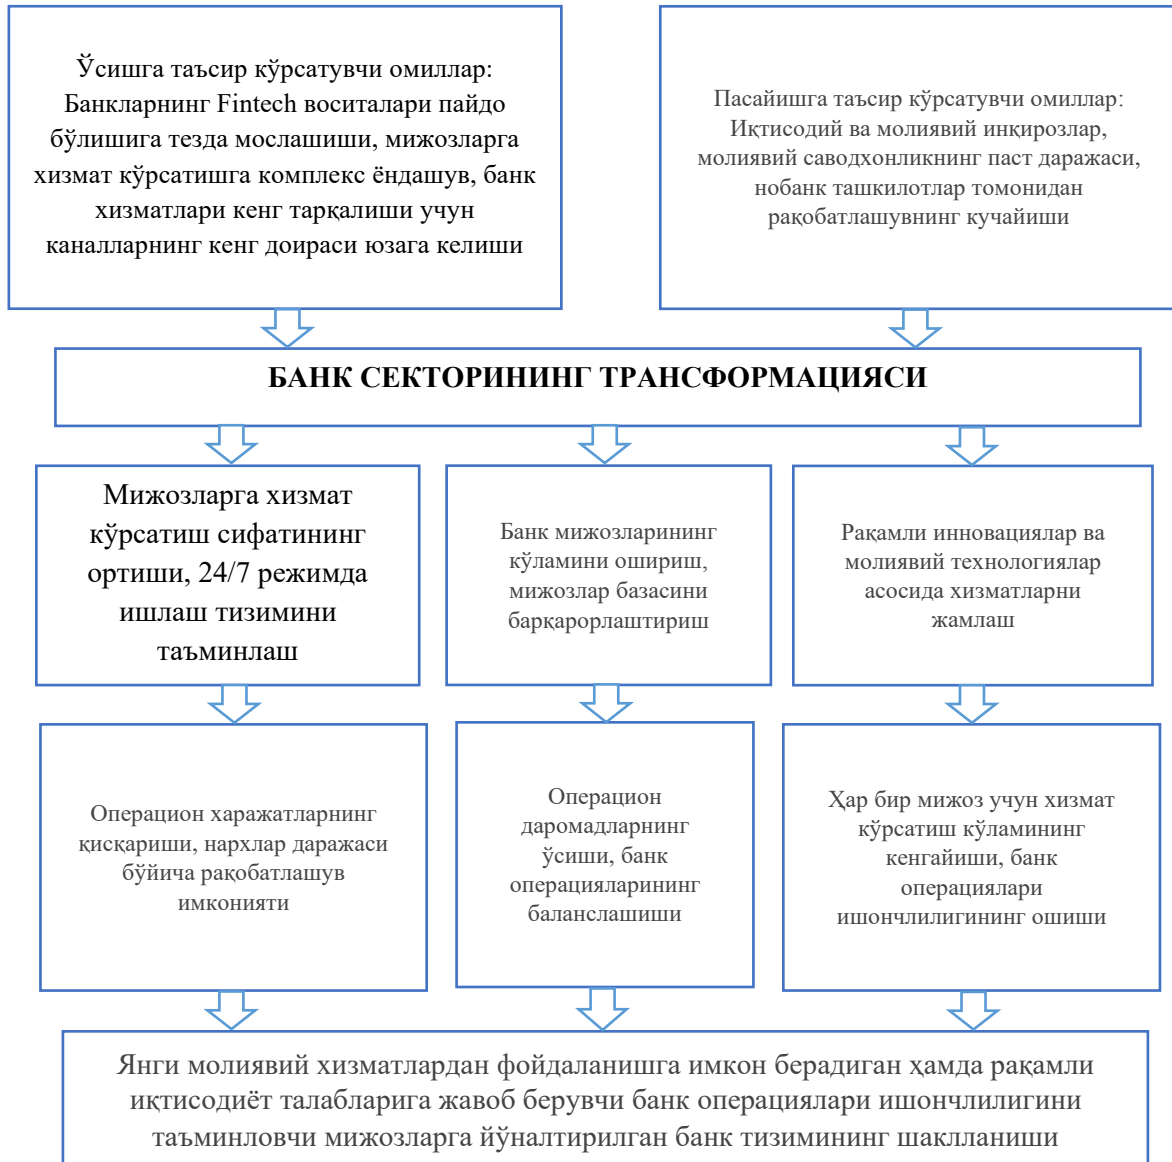 Ўсишга таъсир кўрсатувчи омиллар:
Банкларнинг Fintech воситалари пайдо
бўлишига тезда мослашиши, мижозларга
хизмат кўрсатишга комплекс ёндашув, банк
хизматлари кенг тарқалиши учун
каналларнинг кенг доираси юзага келиши
Пасайишга таъсир кўрсатувчи омиллар:
Иқтисодий ва молиявий инқирозлар,
молиявий саводхонликнинг паст даражаси,
нобанк ташкилотлар томонидан
рақобатлашувнинг кучайиши
БАНК СЕКТОРИНИНГ ТРАНСФОРМАЦИЯСИ
Мижозларга хизмат
кўрсатиш сифатининг
ортиши, 24/7 режимда
ишлаш тизимини
таъминлаш
Банк мижозларининг
кўламини ошириш,
мижозлар базасини
барқарорлаштириш
Рақамли инновациялар ва
молиявий технологиялар
асосида хизматларни
жамлаш
Операцион харажатларнинг
қисқариши, нархлар даражаси
бўйича рақобатлашув
имконияти
Операцион
даромадларнинг
ўсиши, банк
операцияларининг
балансла­шиши
Ҳар бир мижоз учун хизмат
кўрсатиш кўламининг
кенгайиши, банк
операциялари
ишончлилигининг ошиши
Янги молиявий хизматлардан фойдаланишга имкон берадиган ҳамда рақамли
иқтисодиёт талабларига жавоб берувчи банк операциялари ишончлилигини
таъминловчи мижозларга йўналтирилган банк тизимининг шаклланиши